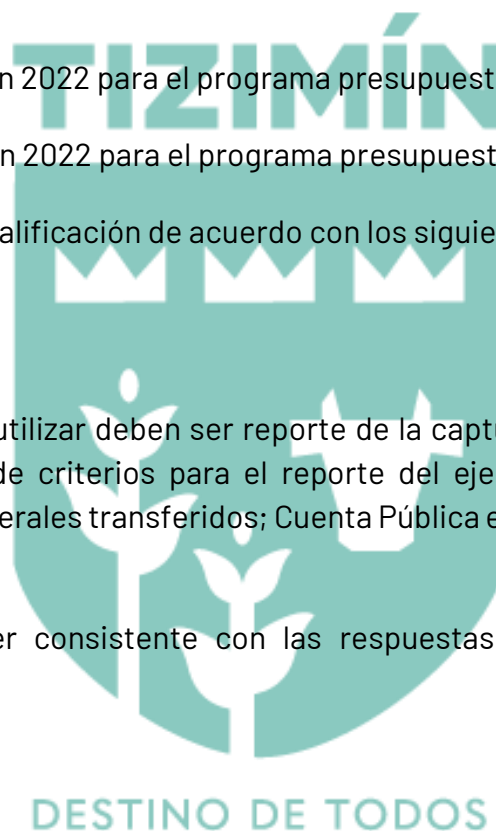 TIZIMÍN
n 2022 para el programa presupuest
n 2022 para el programa presupuest
alificación de acuerdo con los siguie
utilizar deben ser reporte de la captu
de criterios para el reporte del eje
erales transferidos; Cuenta Pública e
er consistente con las respuestas
DESTINO DE TODOS